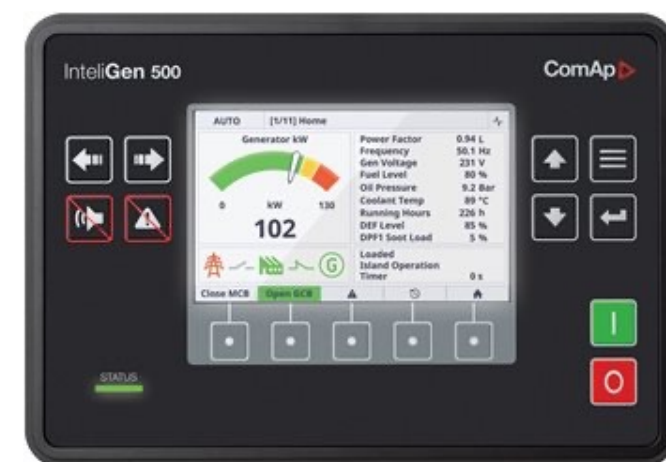 InteliGen 500
ComAp
AUTO [1/11] Home
Generator kW
0 kW 130
102
Power Factor 0.94 L
Frequency 50.1 Hz
Gen Voltage 231 V
Fuel Level 80 %
Oil Pressure 9.2 Bar
Coolant Temp 89 °C
Running Hours 226 h
DEF Level 85 %
DPF1 Soot Load 5 %
G
Loaded
Island Operation
Timer 0 s
Close MCB Open GCB
STATUS
I
O